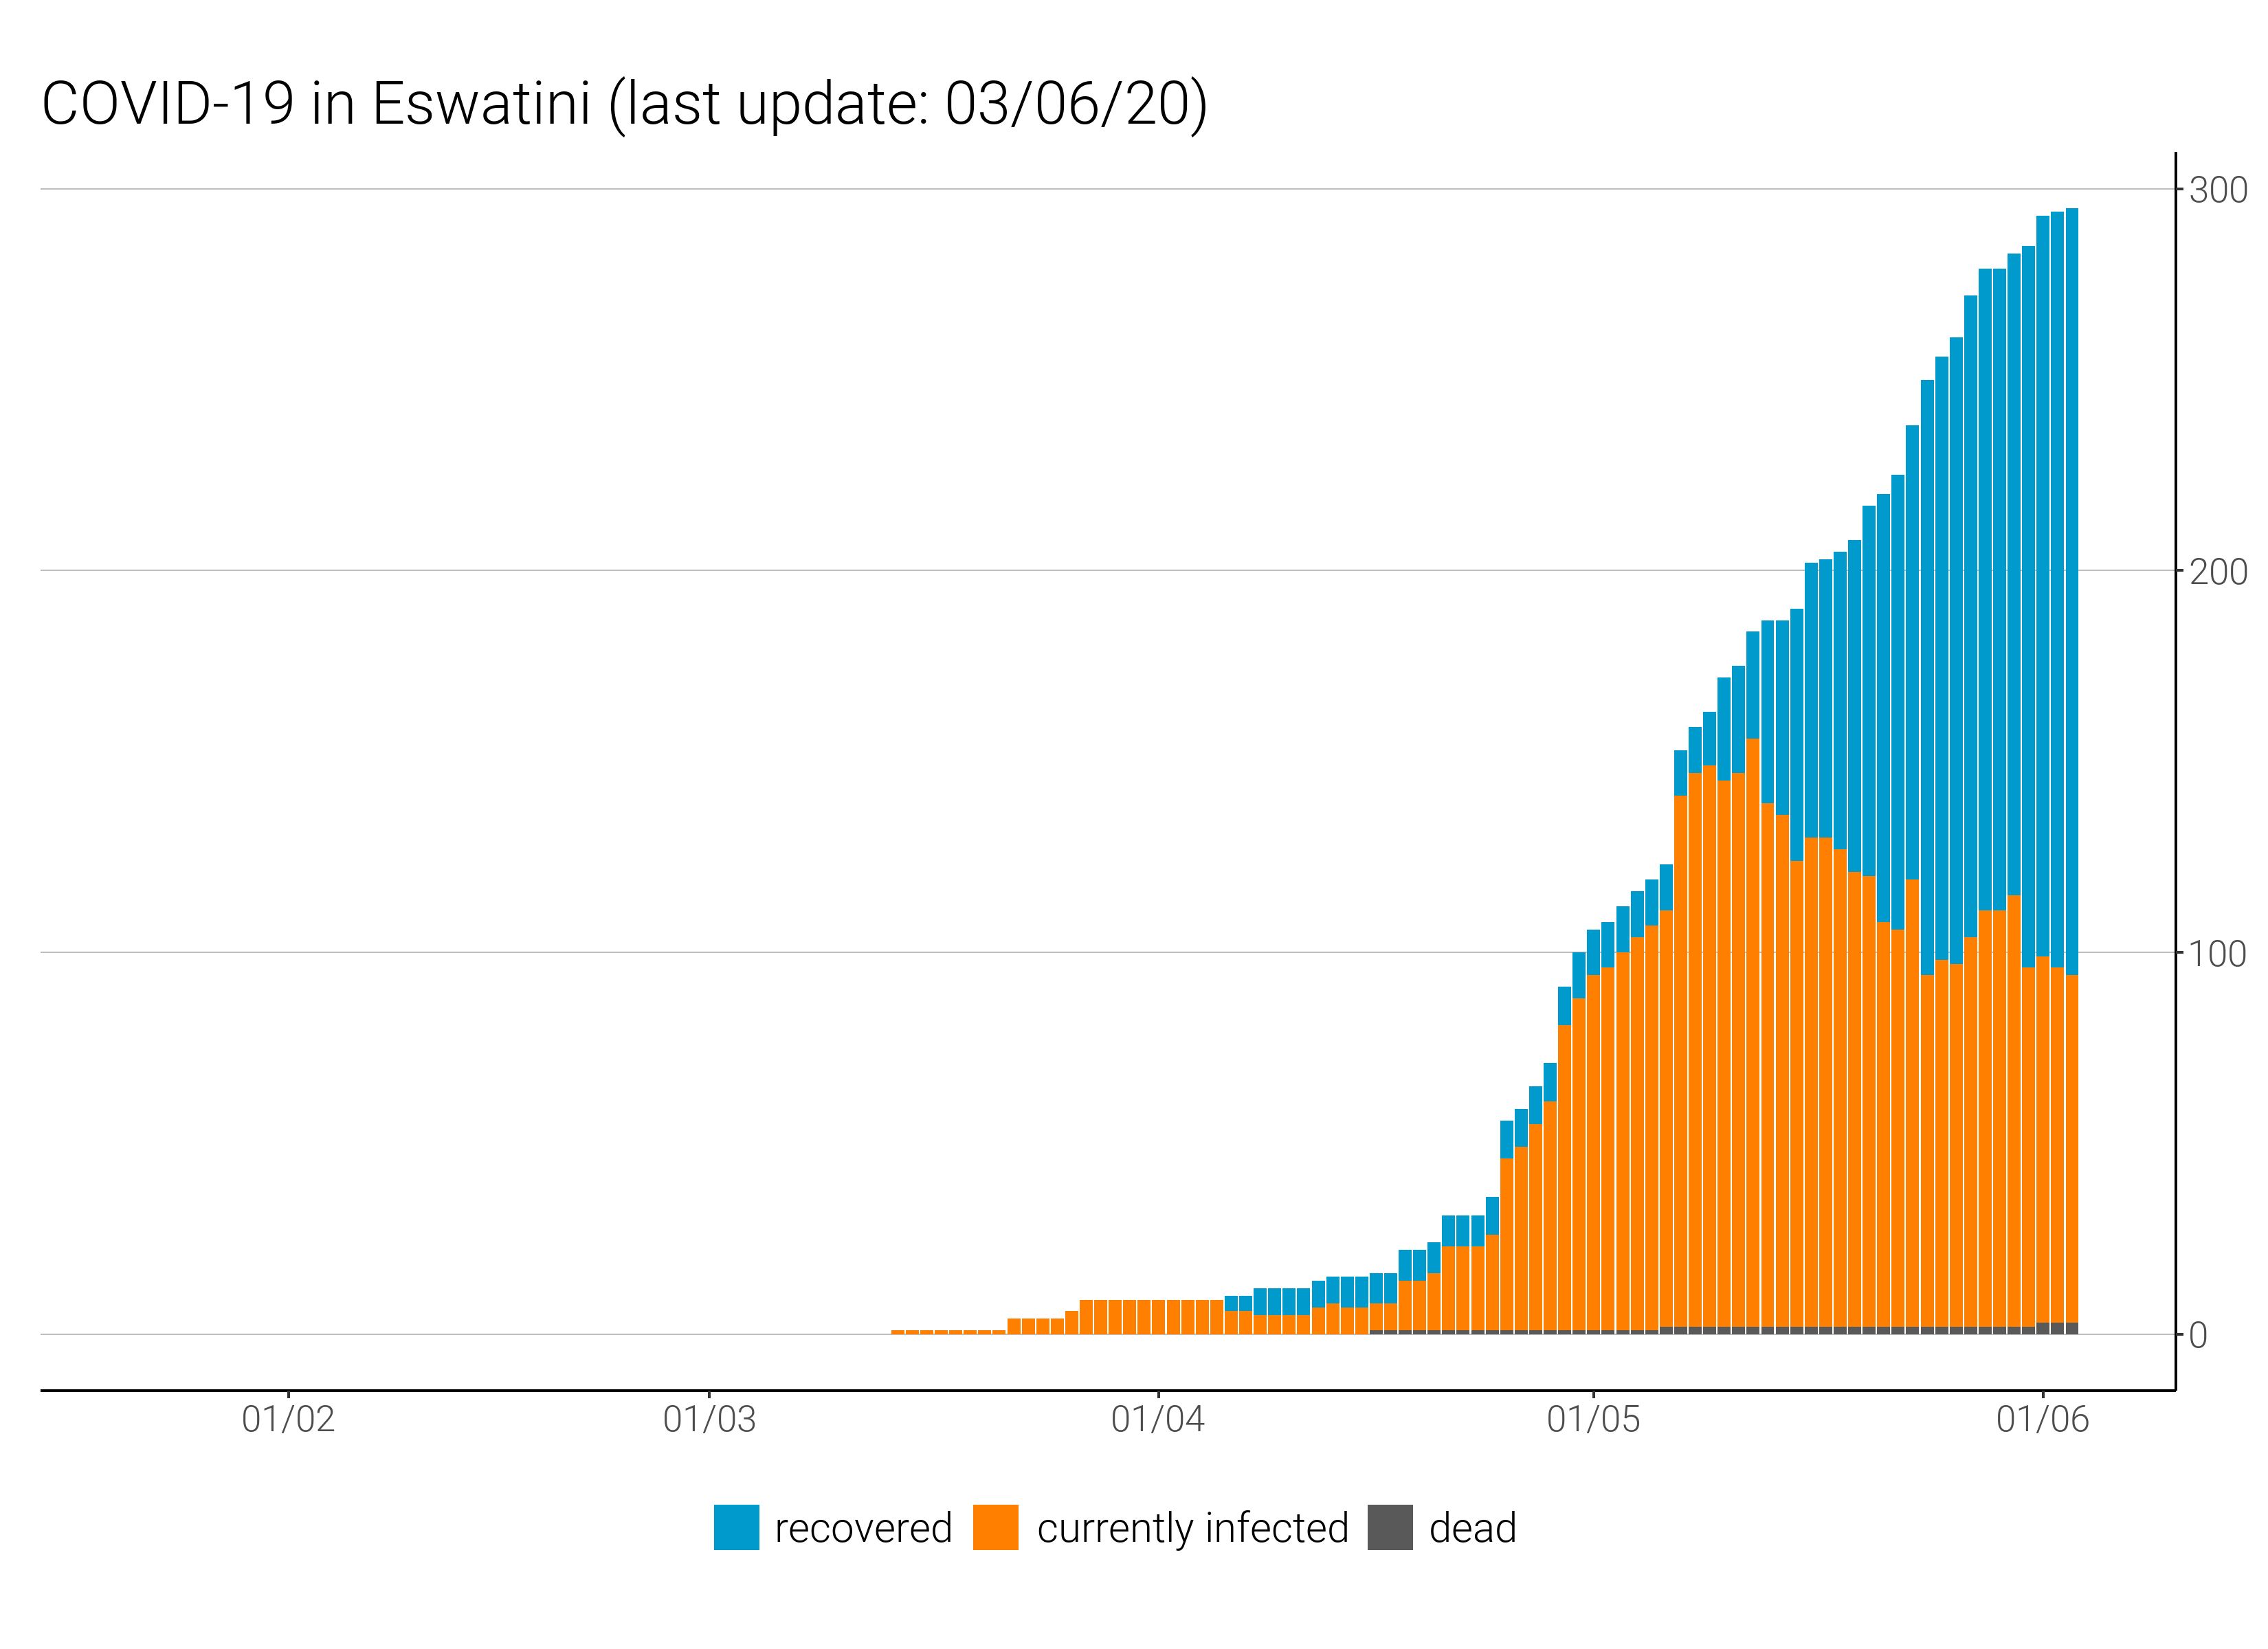 COVID-19 in Eswatini (last update: 03/06/20)
300
200
100
0
01/02 01/03 01/04 01/05 01/06
recovered currently infected dead